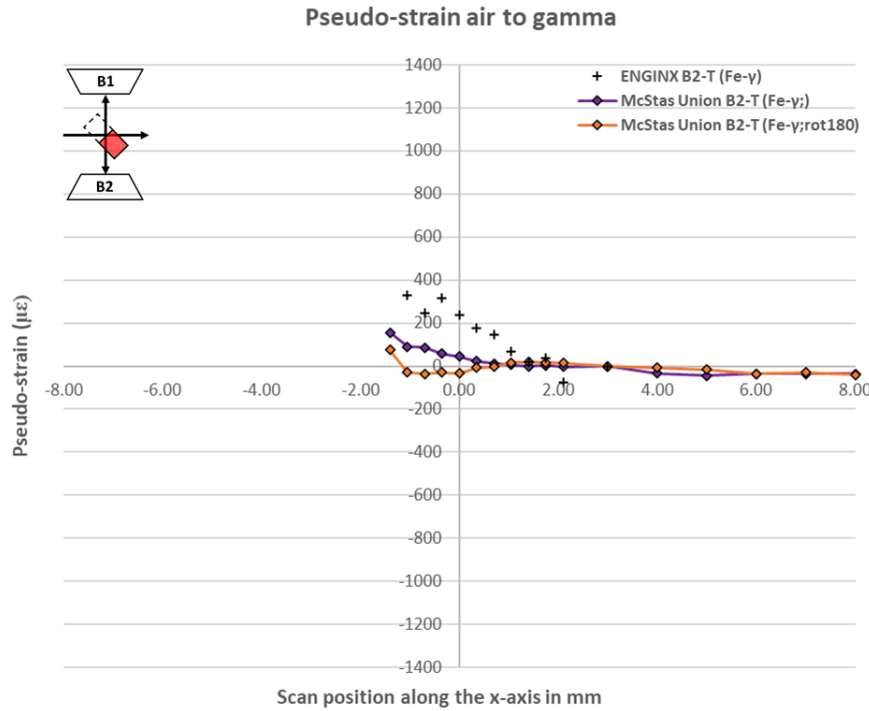 Pseudo-strain air to gamma
B1
B2
ENGINX B2-T (Fe-γ)
McStas Union B2-T (Fe-γ;)
McStas Union B2-T (Fe-γ;rot180)
1400
1200
1000
800
600
400
200
0
-200
-400
-600
-800
-1000
-1200
-1400
-8.00 -6.00 -4.00 -2.00 0.00 2.00 4.00 6.00 8.00
Pseudo-strain (με)
Scan position along the x-axis in mm